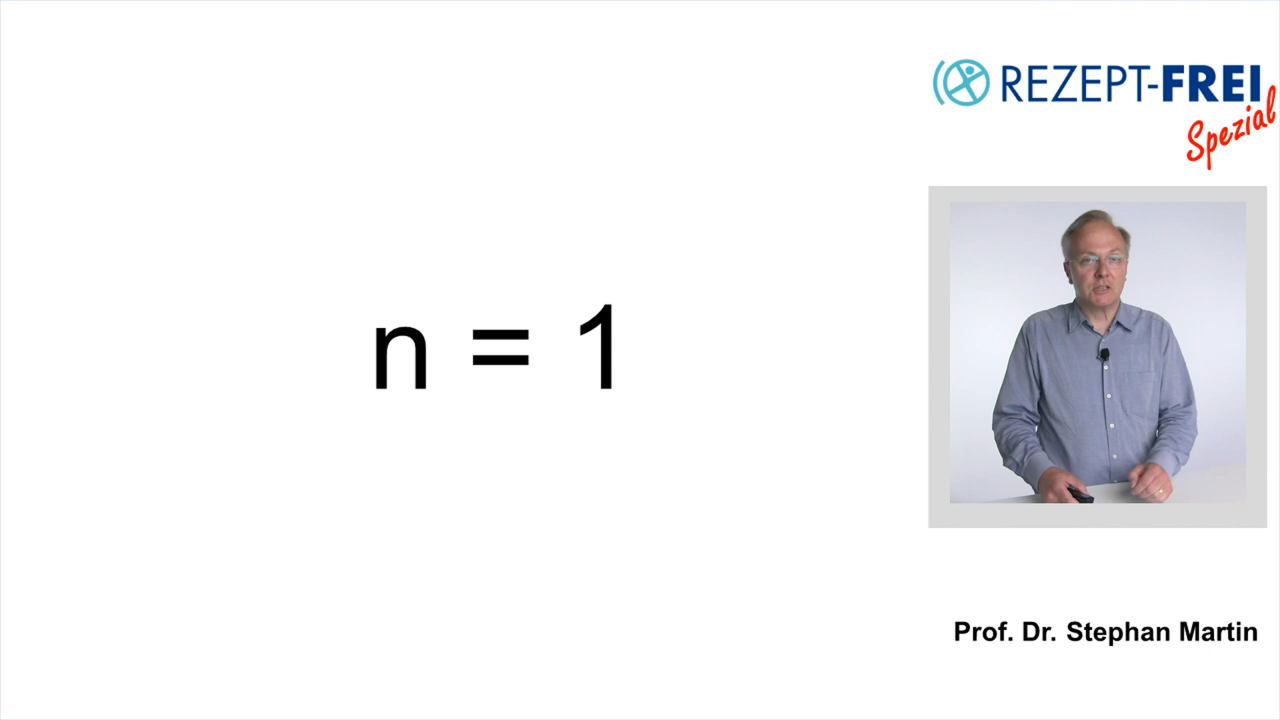 REZEPT-FREI
Spezial
n = 1
Prof. Dr. Stephan Martin